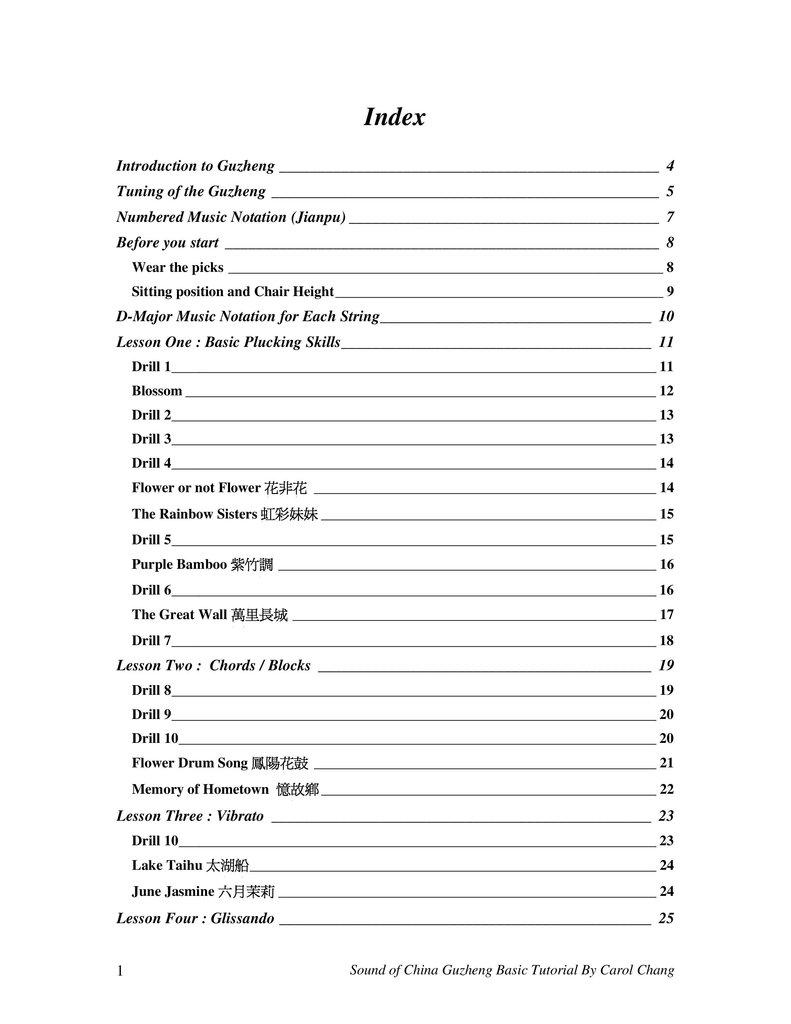 Index
Introduction to Guzheng 4
Tuning of the Guzheng 5
Numbered Music Notation (Jianpu) 7
Before you start 8
Wear the picks 8
Sitting position and Chair Height 9
D-Major Music Notation for Each String 10
Lesson One : Basic Plucking Skills 11
Drill 1 11
Blossom 12
Drill 2 13
Drill 3 13
Drill 4 14
Flower or not Flower 花非花 14
The Rainbow Sisters 虹彩妹妹 15
Drill 5 15
Purple Bamboo 紫竹調 16
Drill 6 16
The Great Wall 萬里長城 17
Drill 7 18
Lesson Two : Chords / Blocks 19
Drill 8 19
Drill 9 20
Drill 10 20
Flower Drum Song 鳳陽花鼓 21
Memory of Hometown 憶故鄉 22
Lesson Three : Vibrato 23
Drill 10 23
Lake Taihu 太湖船 24
June Jasmine 六月茉莉 24
Lesson Four : Glissando 25
1 Sound of China Guzheng Basic Tutorial By Carol Chang